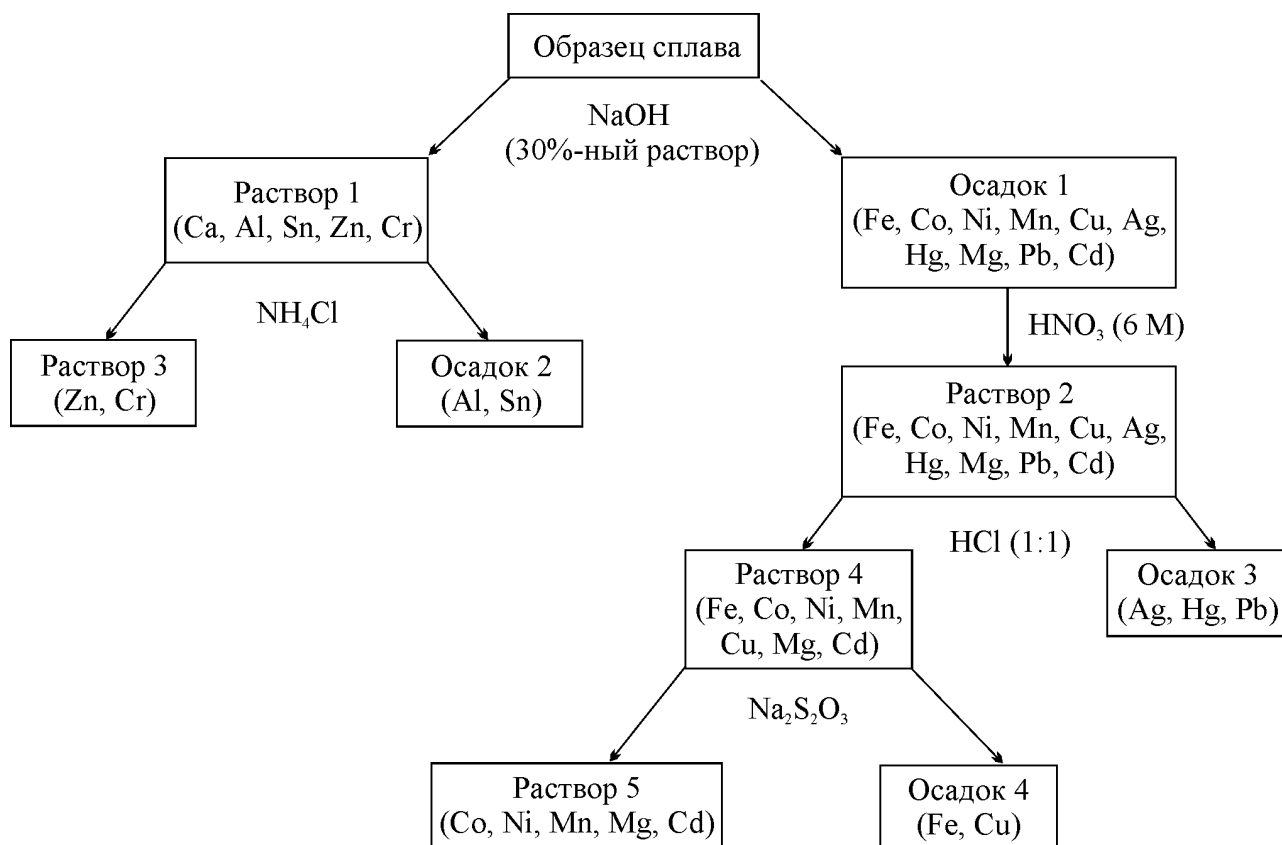 Образец сплава
NaOH
(30%-ный раствор)
Раствор 1
(Ca, Al, Sn, Zn, Cr)
Осадок 1
(Fe, Co, Ni, Mn, Cu, Ag,
Hg, Mg, Pb, Cd)
NH₄Cl
HNO₃ (6 М)
Раствор 3
(Zn, Cr)
Осадок 2
(Al, Sn)
Раствор 2
(Fe, Co, Ni, Mn, Cu, Ag,
Hg, Mg, Pb, Cd)
HCl (1:1)
Раствор 4
(Fe, Co, Ni, Mn,
Cu, Mg, Cd)
Осадок 3
(Ag, Hg, Pb)
Na₂S₂O₃
Раствор 5
(Co, Ni, Mn, Mg, Cd)
Осадок 4
(Fe, Cu)